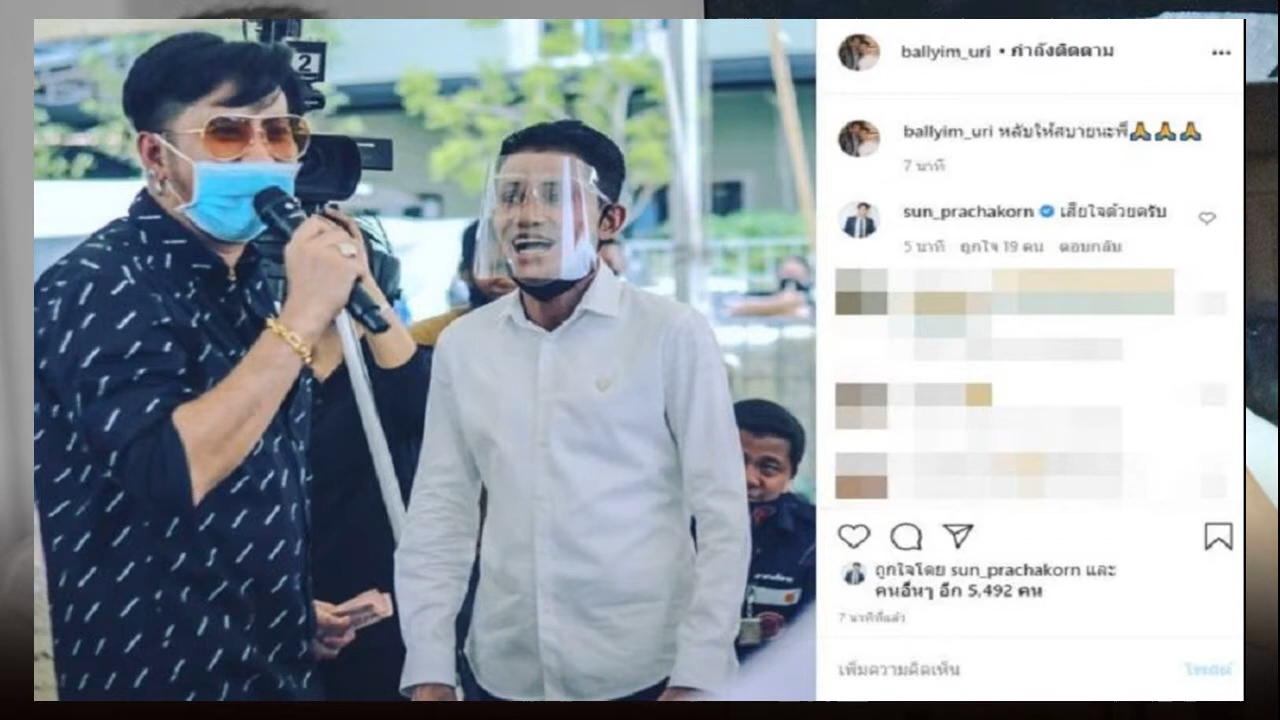 2
ballyim_uri • กำลังติดตาม
ballyim_uri หลับให้สบายนะพี่🙏🙏🙏
7 นาที
sun_prachakorn เสียใจด้วยครับ
5 นาที ถูกใจ 19 คน ตอบกลับ
ถูกใจโดย sun_prachakorn และ
คนอื่นๆ อีก 5,492 คน
7 นาทีที่แล้ว
เพิ่มความคิดเห็น
โพสต์